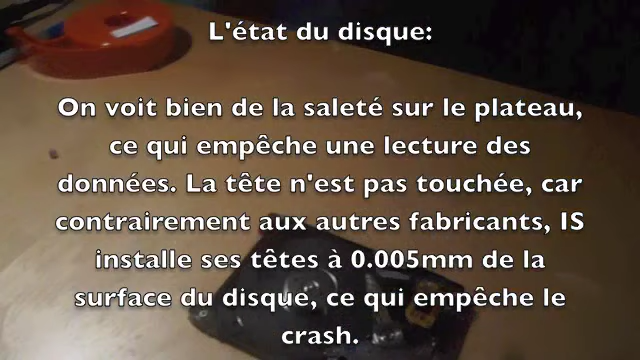 L'état du disque:
On voit bien de la saleté sur le plateau,
ce qui empêche une lecture des
données. La tête n'est pas touchée, car
contrairement aux autres fabricants, IS
installe ses têtes à 0.005mm de la
surface du disque, ce qui empêche le
crash.